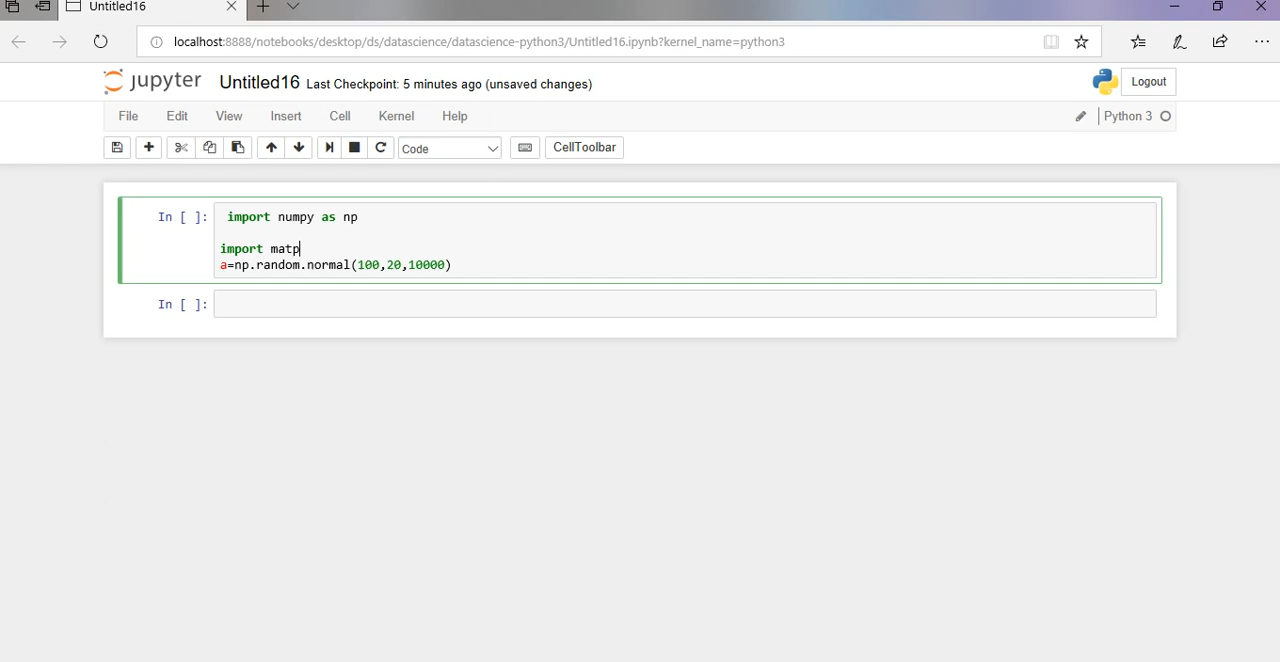 Untitled16
localhost:8888/notebooks/desktop/ds/datascience/datascience-python3/Untitled16.ipynb?kernel_name=python3
jupyter Untitled16 Last Checkpoint: 5 minutes ago (unsaved changes) Logout
File Edit View Insert Cell Kernel Help Python 3
Code CellToolbar
In [ ]: import numpy as np
import matp
a=np.random.normal(100,20,10000)
In [ ]: